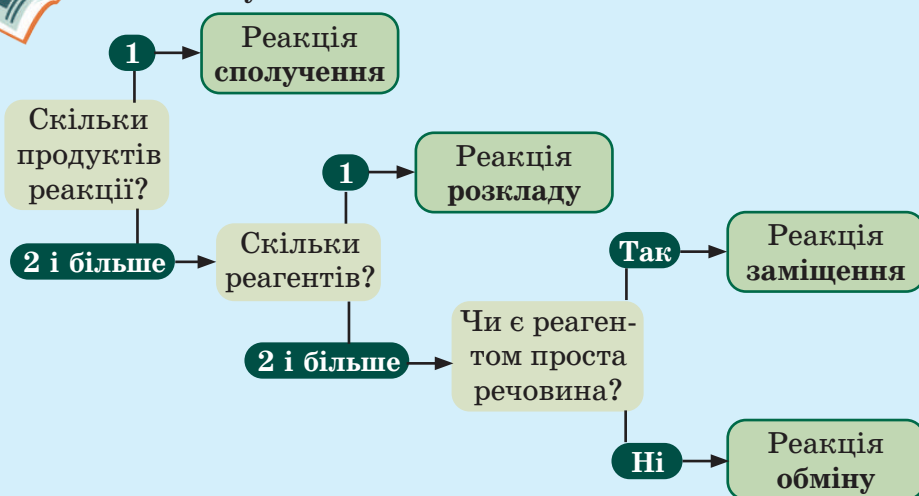 1
Реакція
сполучення
Скільки
продуктів
реакції?
2 і більше
Скільки
реагентів?
1
Реакція
розкладу
2 і більше
Чи є реаген-
том проста
речовина?
Так
Реакція
заміщення
Ні
Реакція
обміну